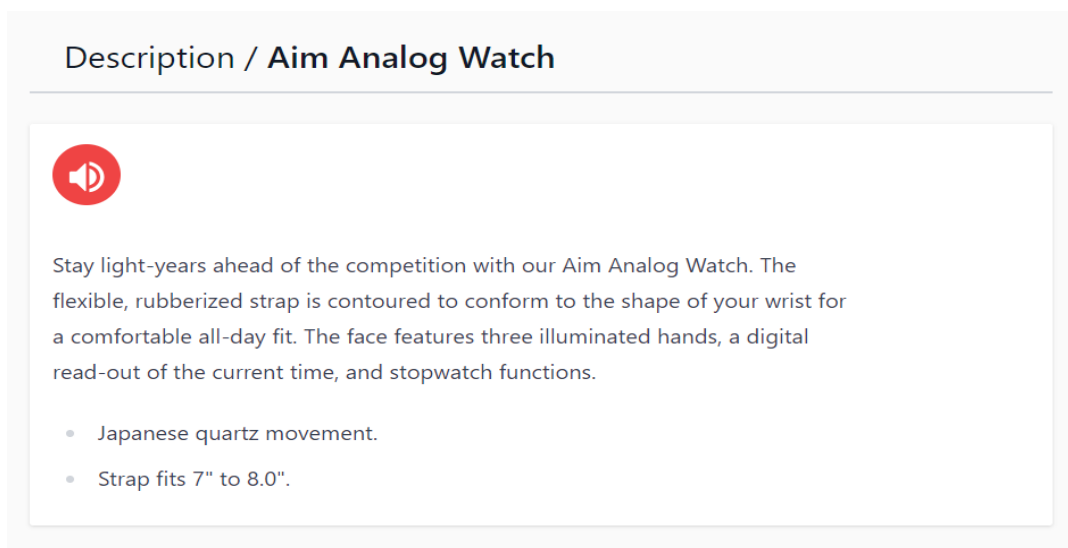 Description / Aim Analog Watch
Stay light-years ahead of the competition with our Aim Analog Watch. The
flexible, rubberized strap is contoured to conform to the shape of your wrist for
a comfortable all-day fit. The face features three illuminated hands, a digital
read-out of the current time, and stopwatch functions.
Japanese quartz movement.
Strap fits 7" to 8.0".